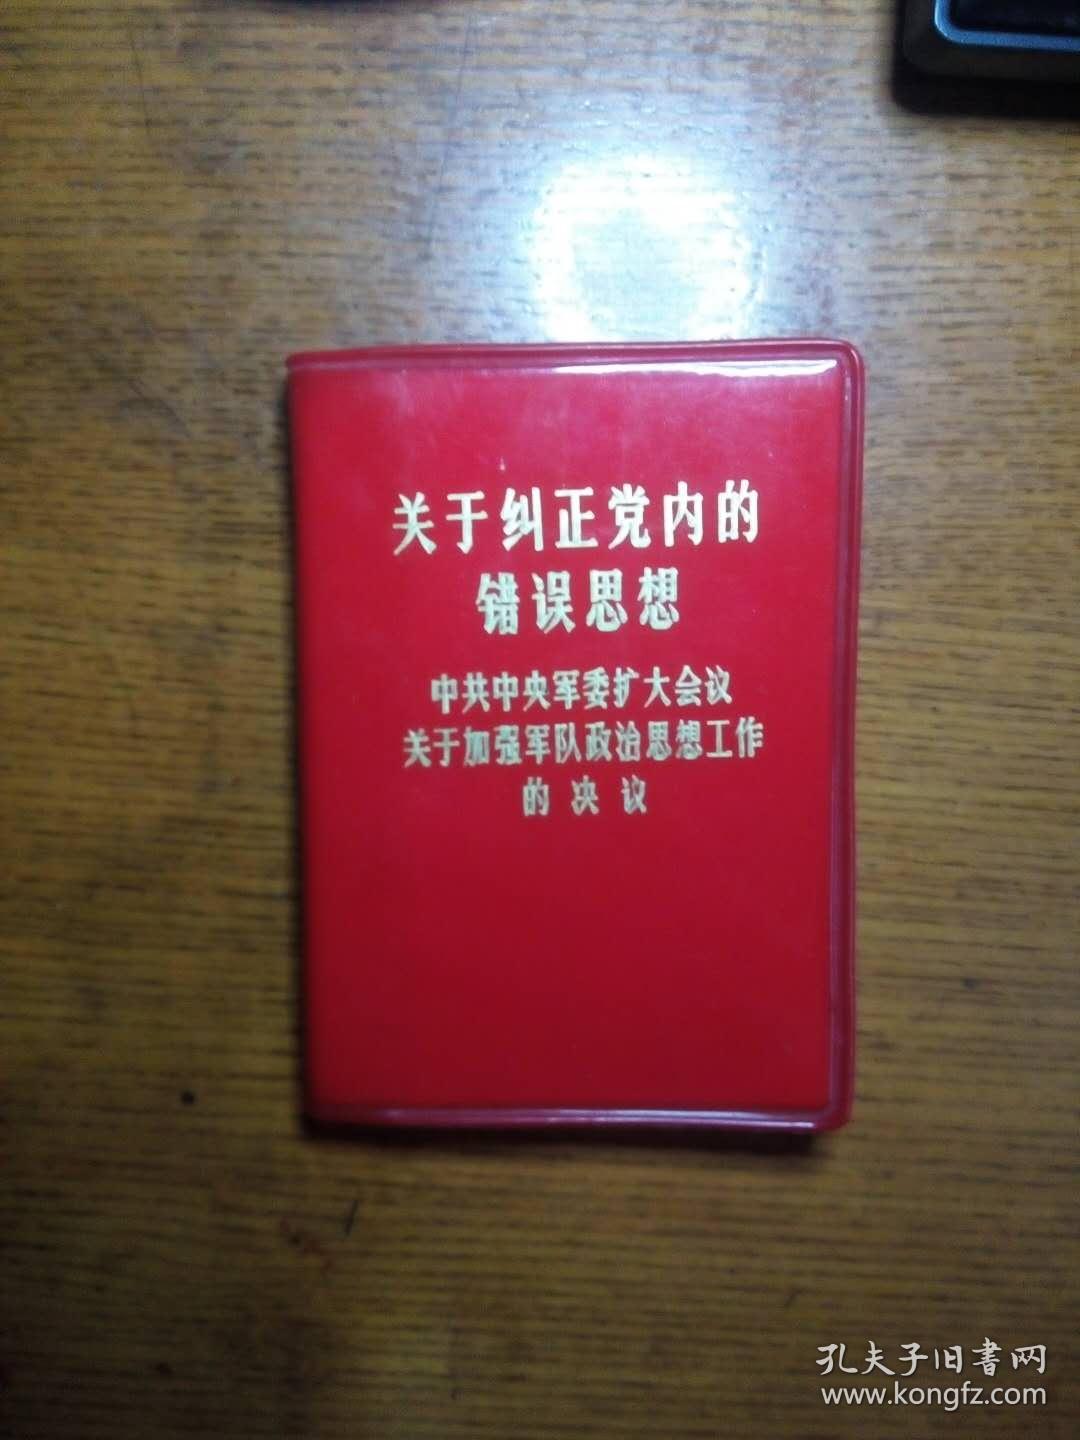 关于纠正党内的
错误思想
中共中央军委扩大会议
关于加强军队政治思想工作
的决议
孔夫子旧書网
www.kongfz.com